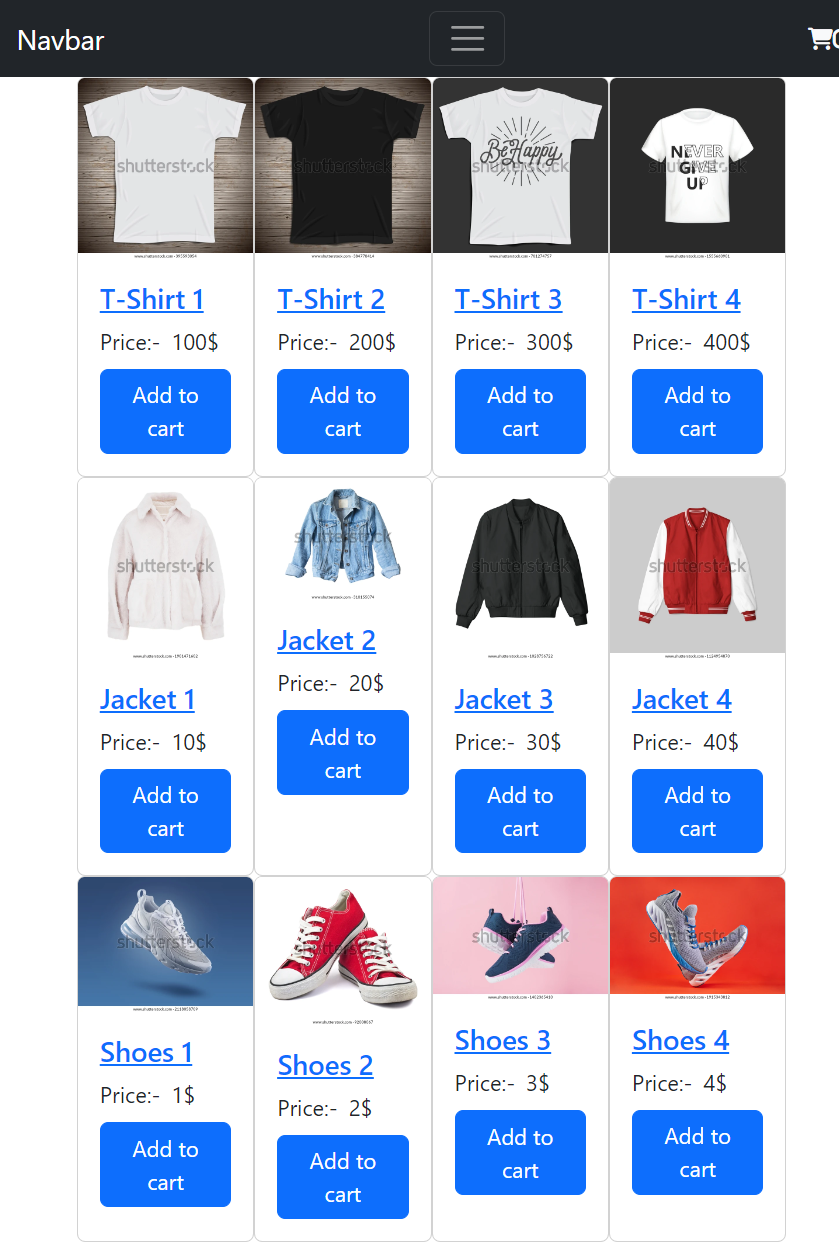 Navbar
0
shutterstock
shutterstock
shutterstock
shutterstock
Be Happy
NEVER
GIVE
UP
T-Shirt 1
T-Shirt 2
T-Shirt 3
T-Shirt 4
Price:- 100$
Price:- 200$
Price:- 300$
Price:- 400$
Add to
cart
Add to
cart
Add to
cart
Add to
cart
shutterstock
shutterstock
shutterstock
shutterstock
Jacket 1
Jacket 2
Jacket 3
Jacket 4
Price:- 10$
Price:- 20$
Price:- 30$
Price:- 40$
Add to
cart
Add to
cart
Add to
cart
Add to
cart
shutterstock
shutterstock
shutterstock
shutterstock
Shoes 1
Shoes 2
Shoes 3
Shoes 4
Price:- 1$
Price:- 2$
Price:- 3$
Price:- 4$
Add to
cart
Add to
cart
Add to
cart
Add to
cart